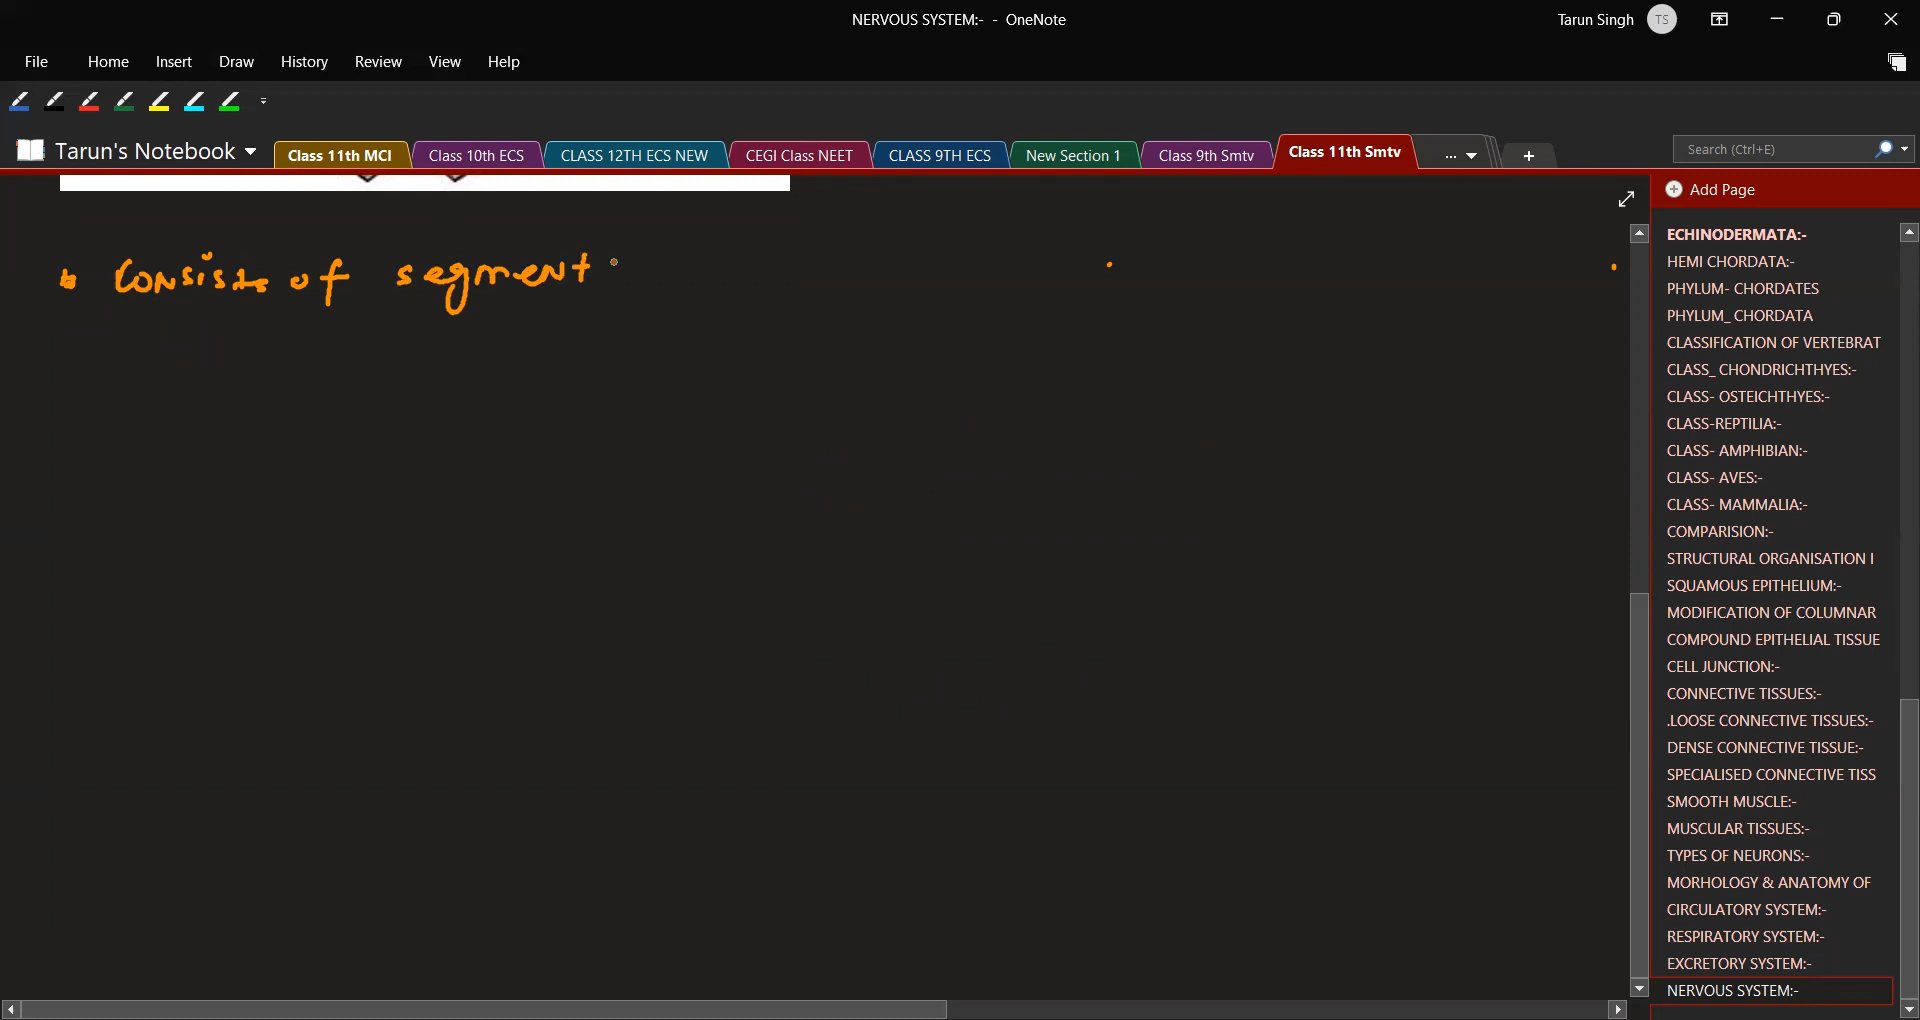 NERVOUS SYSTEM:- - OneNote
Tarun Singh TS
File Home Insert Draw History Review View Help
Tarun's Notebook
Class 11th MCI
Class 10th ECS
CLASS 12TH ECS NEW
CEGI Class NEET
CLASS 9TH ECS
New Section 1
Class 9th Smtv
Class 11th Smtv
...
Search (Ctrl+E)
Add Page
consists of segment
ECHINODERMATA:-
HEMI CHORDATA:-
PHYLUM- CHORDATES
PHYLUM_ CHORDATA
CLASSIFICATION OF VERTEBRAT
CLASS_ CHONDRICHTHYES:-
CLASS- OSTEICHTHYES:-
CLASS-REPTILIA:-
CLASS- AMPHIBIAN:-
CLASS- AVES:-
CLASS- MAMMALIA:-
COMPARISION:-
STRUCTURAL ORGANISATION I
SQUAMOUS EPITHELIUM:-
MODIFICATION OF COLUMNAR
COMPOUND EPITHELIAL TISSUE
CELL JUNCTION:-
CONNECTIVE TISSUES:-
.LOOSE CONNECTIVE TISSUES:-
DENSE CONNECTIVE TISSUE:-
SPECIALISED CONNECTIVE TISS
SMOOTH MUSCLE:-
MUSCULAR TISSUES:-
TYPES OF NEURONS:-
MORHOLOGY & ANATOMY OF
CIRCULATORY SYSTEM:-
RESPIRATORY SYSTEM:-
EXCRETORY SYSTEM:-
NERVOUS SYSTEM:-